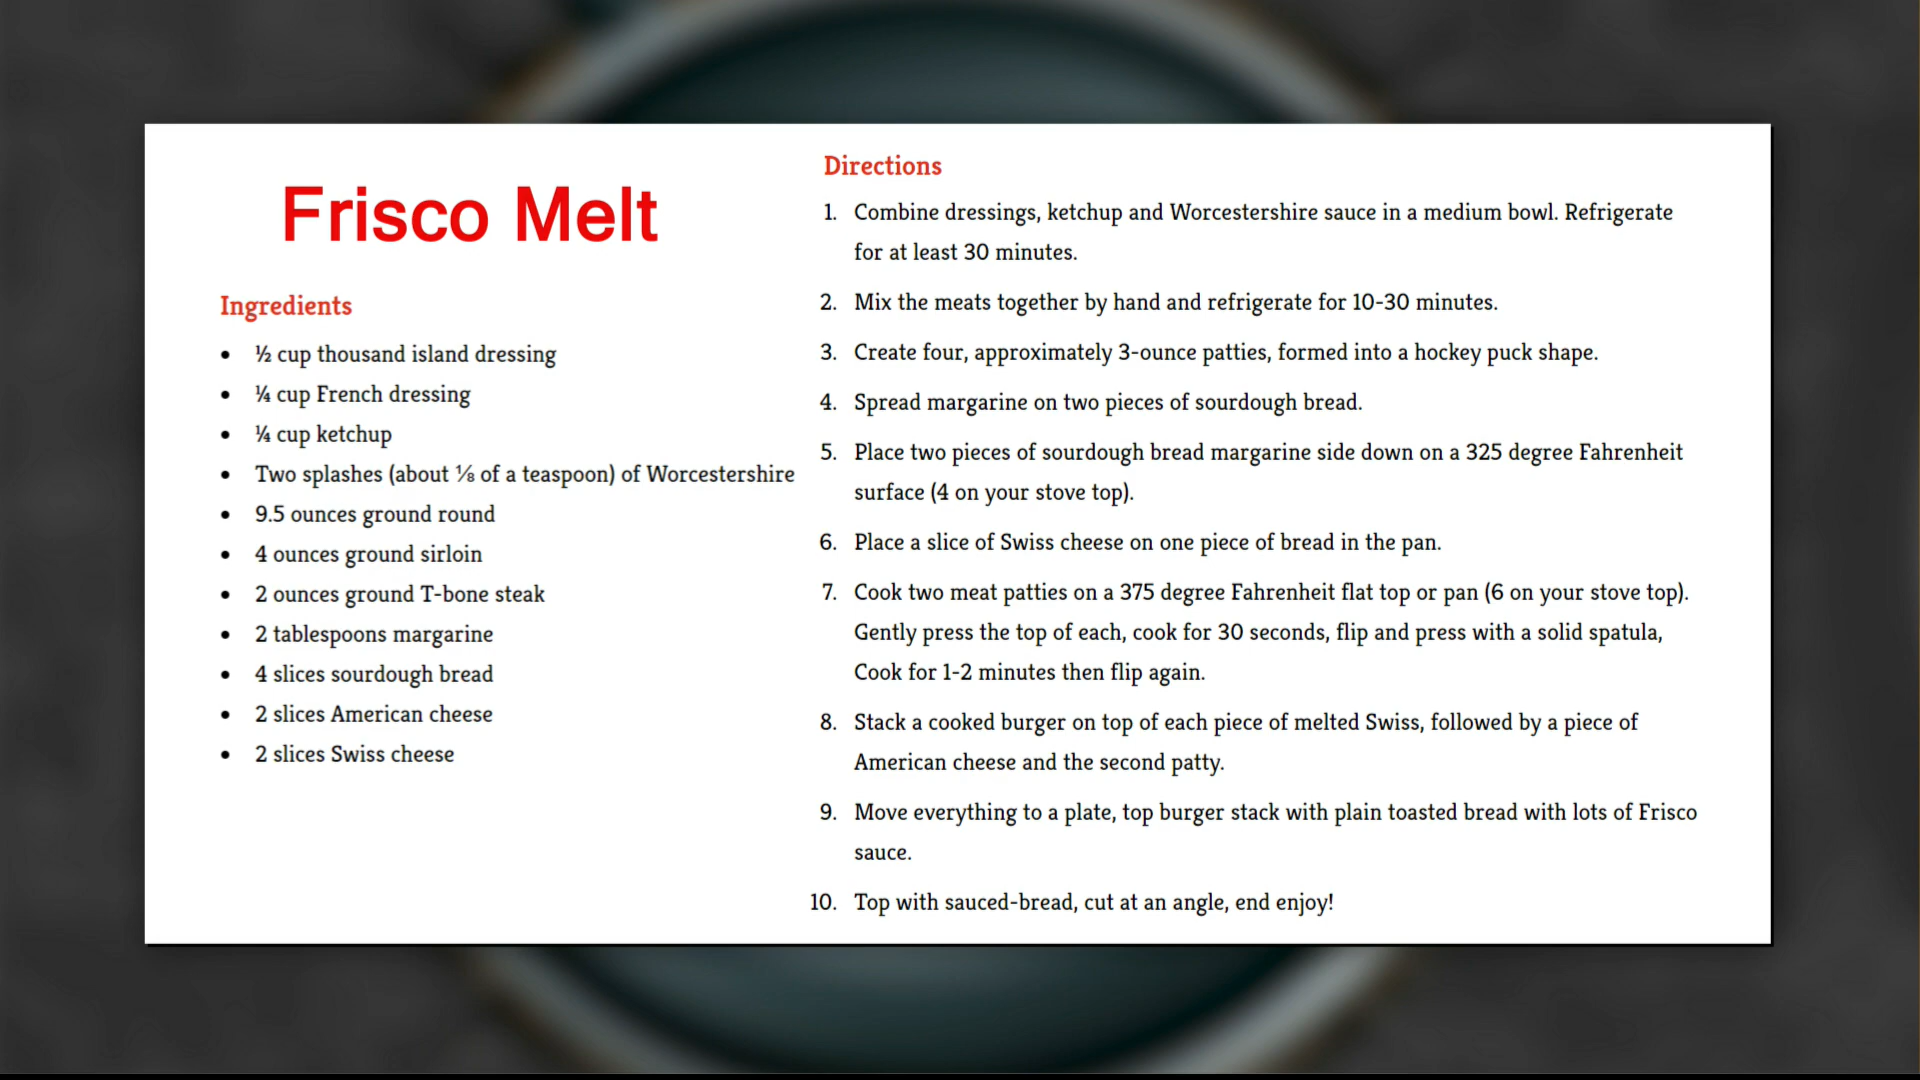 Frisco Melt
Ingredients
• ½ cup thousand island dressing
• ¼ cup French dressing
• ¼ cup ketchup
• Two splashes (about ⅛ of a teaspoon) of Worcestershire
• 9.5 ounces ground round
• 4 ounces ground sirloin
• 2 ounces ground T-bone steak
• 2 tablespoons margarine
• 4 slices sourdough bread
• 2 slices American cheese
• 2 slices Swiss cheese
Directions
1. Combine dressings, ketchup and Worcestershire sauce in a medium bowl. Refrigerate
for at least 30 minutes.
2. Mix the meats together by hand and refrigerate for 10-30 minutes.
3. Create four, approximately 3-ounce patties, formed into a hockey puck shape.
4. Spread margarine on two pieces of sourdough bread.
5. Place two pieces of sourdough bread margarine side down on a 325 degree Fahrenheit
surface (4 on your stove top).
6. Place a slice of Swiss cheese on one piece of bread in the pan.
7. Cook two meat patties on a 375 degree Fahrenheit flat top or pan (6 on your stove top).
Gently press the top of each, cook for 30 seconds, flip and press with a solid spatula,
Cook for 1-2 minutes then flip again.
8. Stack a cooked burger on top of each piece of melted Swiss, followed by a piece of
American cheese and the second patty.
9. Move everything to a plate, top burger stack with plain toasted bread with lots of Frisco
sauce.
10. Top with sauced-bread, cut at an angle, end enjoy!